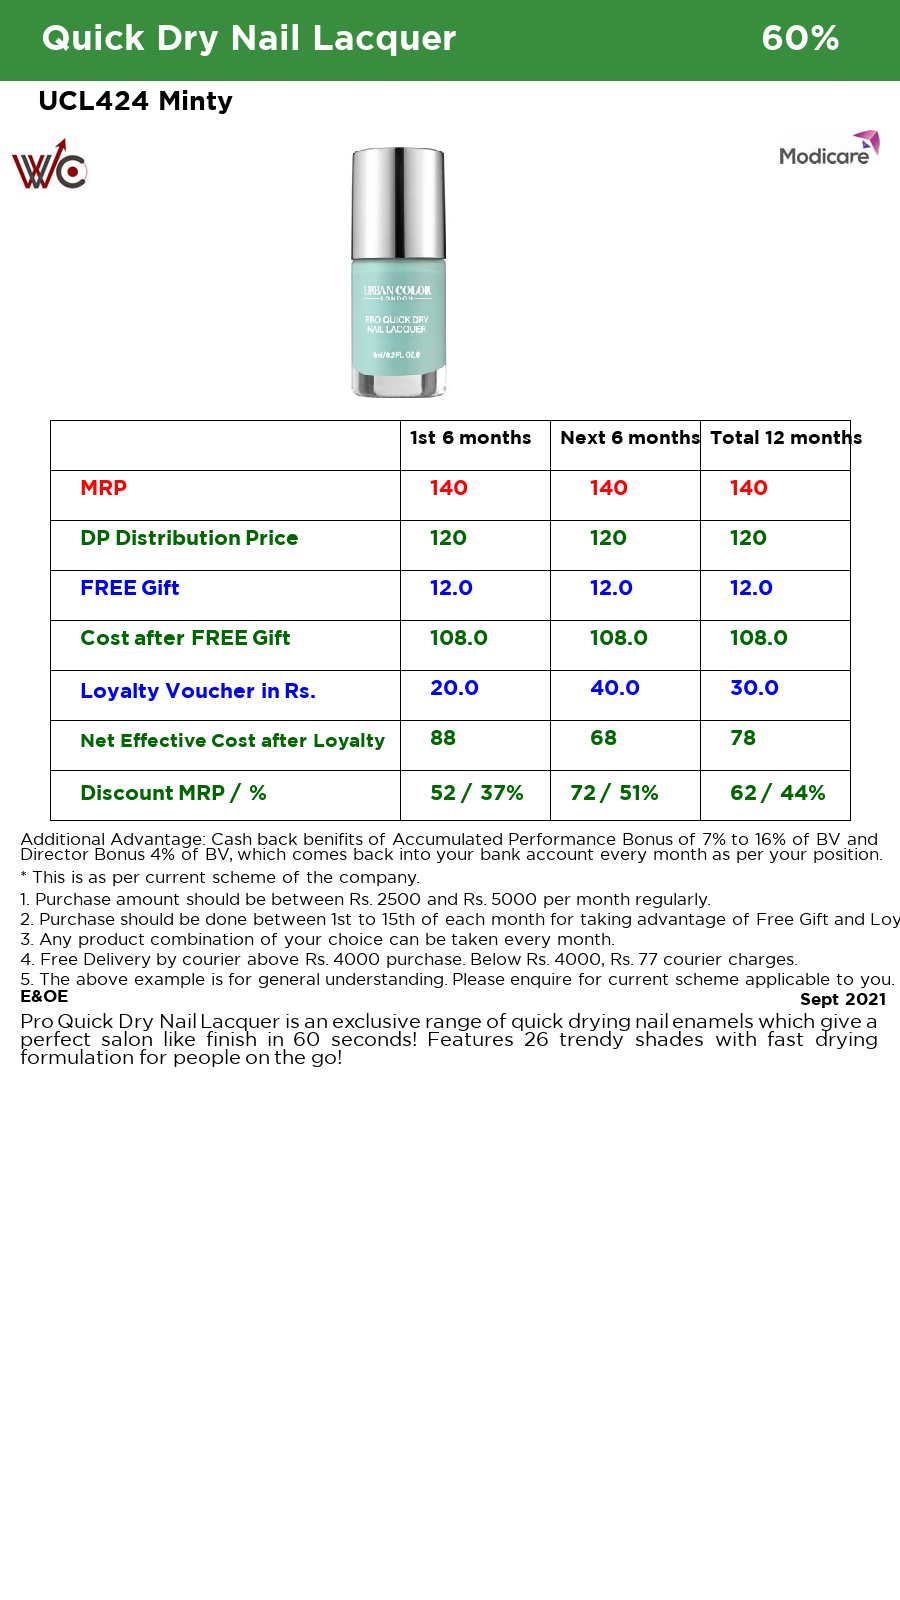 Quick Dry Nail Lacquer 60%
UCL424 Minty
WC
Modicare
URBAN COLOR
LONDON
PRO QUICK DRY
NAIL LACQUER
6ml/0.2FL.OZ.e
1st 6 months Next 6 months Total 12 months
MRP 140 140 140
DP Distribution Price 120 120 120
FREE Gift 12.0 12.0 12.0
Cost after FREE Gift 108.0 108.0 108.0
Loyalty Voucher in Rs. 20.0 40.0 30.0
Net Effective Cost after Loyalty 88 68 78
Discount MRP / % 52 / 37% 72 / 51% 62 / 44%
Additional Advantage: Cash back benifits of Accumulated Performance Bonus of 7% to 16% of BV and
Director Bonus 4% of BV, which comes back into your bank account every month as per your position.
* This is as per current scheme of the company.
1. Purchase amount should be between Rs. 2500 and Rs. 5000 per month regularly.
2. Purchase should be done between 1st to 15th of each month for taking advantage of Free Gift and Loy
3. Any product combination of your choice can be taken every month.
4. Free Delivery by courier above Rs. 4000 purchase. Below Rs. 4000, Rs. 77 courier charges.
5. The above example is for general understanding. Please enquire for current scheme applicable to you.
E&OE Sept 2021
Pro Quick Dry Nail Lacquer is an exclusive range of quick drying nail enamels which give a
perfect salon like finish in 60 seconds! Features 26 trendy shades with fast drying
formulation for people on the go!